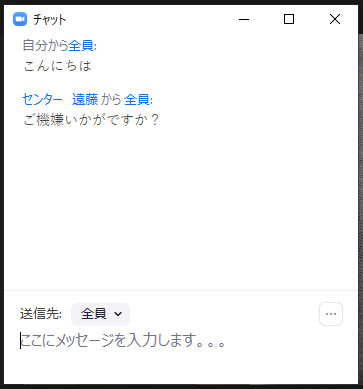 チャット
自分から全員:
こんにちは
センター　遠藤 から 全員:
ご機嫌いかがですか？
送信先: 全員
ここにメッセージを入力します。。。